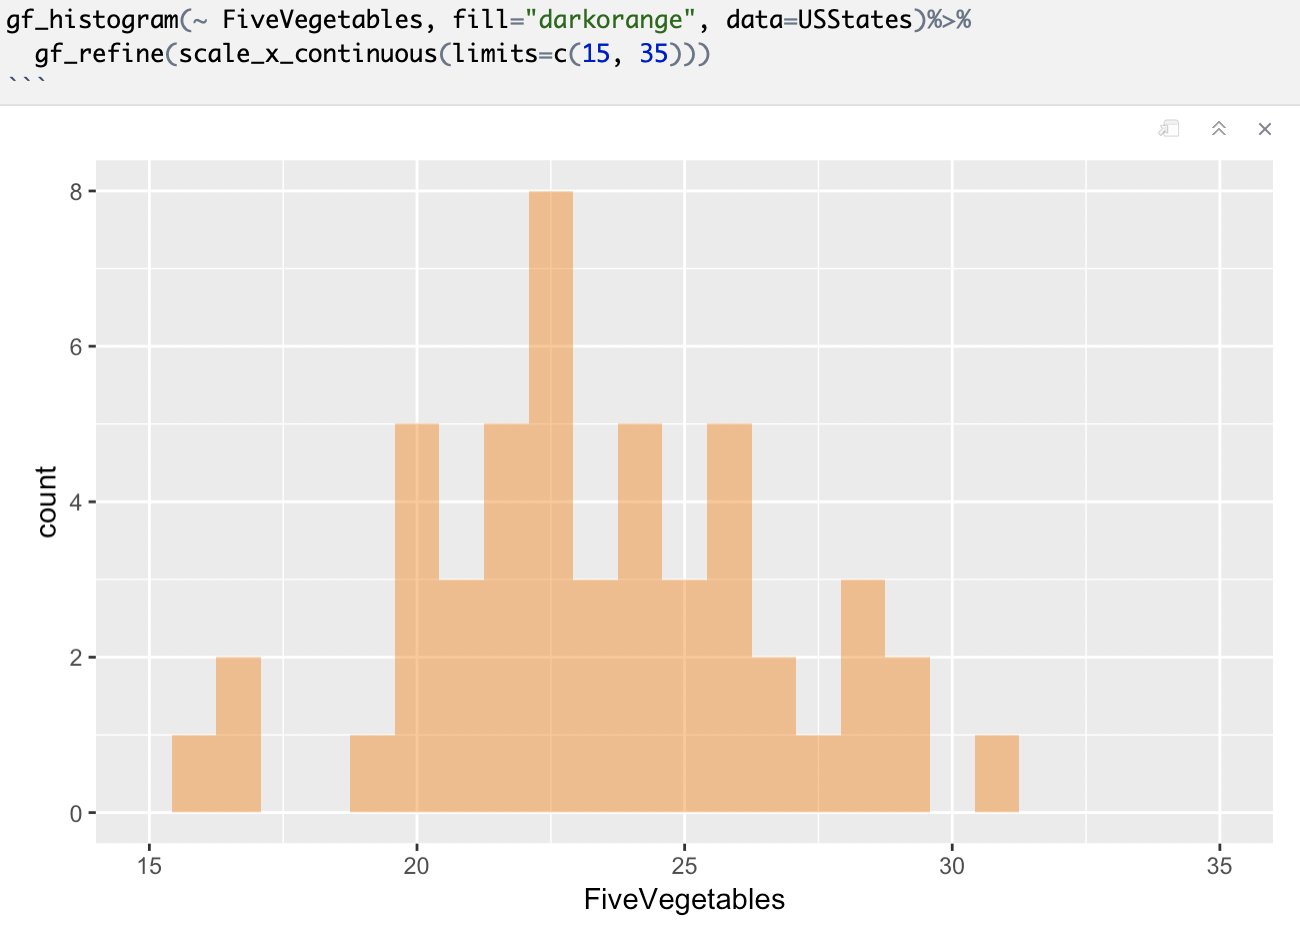 gf_histogram(~ FiveVegetables, fill="darkorange", data=USStates)%>%
  gf_refine(scale_x_continuous(limits=c(15, 35)))
```
8
6
4
2
0
count
15 20 25 30 35
FiveVegetables